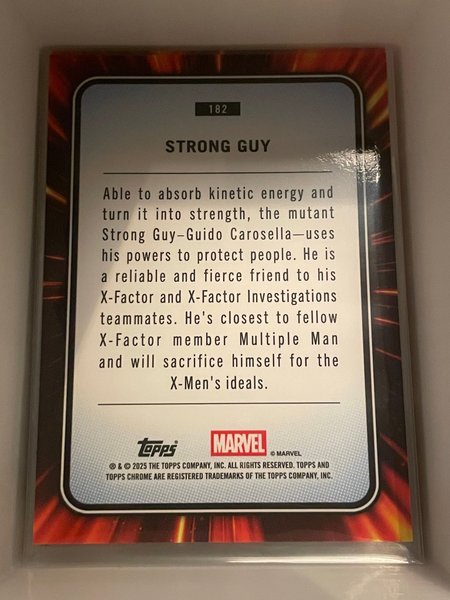 182
STRONG GUY
Able to absorb kinetic energy and
turn it into strength, the mutant
Strong Guy–Guido Carosella—uses
his powers to protect people. He is
a reliable and fierce friend to his
X-Factor and X-Factor Investigations
teammates. He's closest to fellow
X-Factor member Multiple Man
and will sacrifice himself for the
X-Men's ideals.
Topps MARVEL © MARVEL
℗ & © 2025 THE TOPPS COMPANY, INC. ALL RIGHTS RESERVED. TOPPS AND
TOPPS CHROME ARE REGISTERED TRADEMARKS OF THE TOPPS COMPANY, INC.